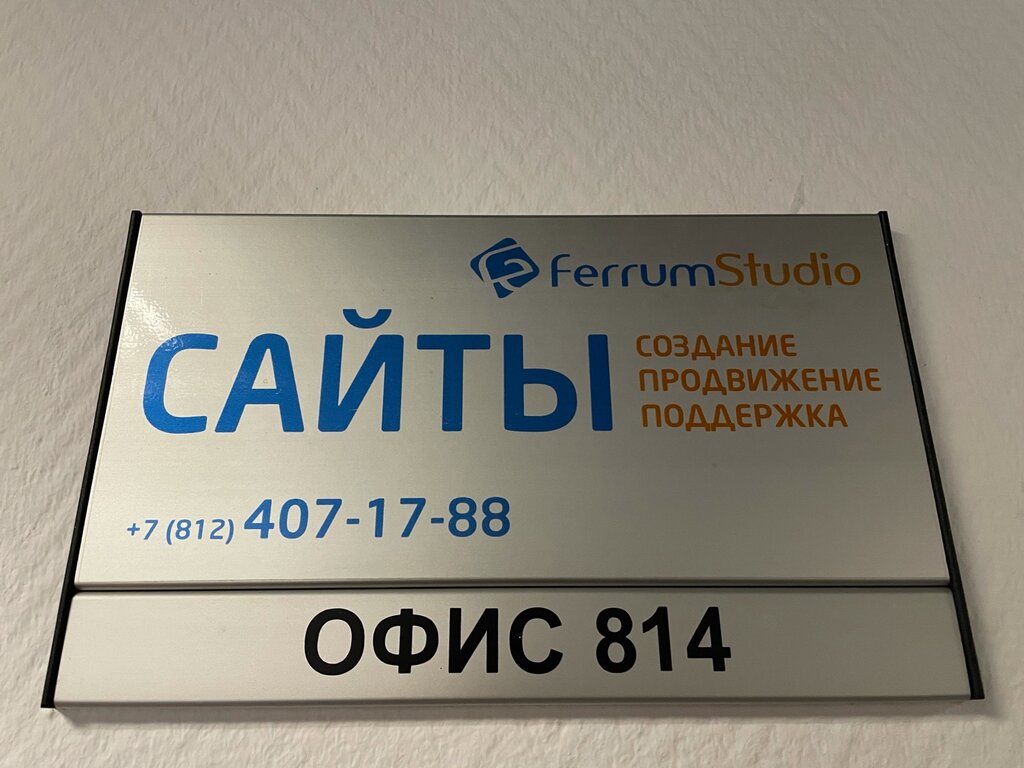 FerrumStudio
САЙТЫ
СОЗДАНИЕ
ПРОДВИЖЕНИЕ
ПОДДЕРЖКА
+7 (812) 407-17-88
ОФИС 814